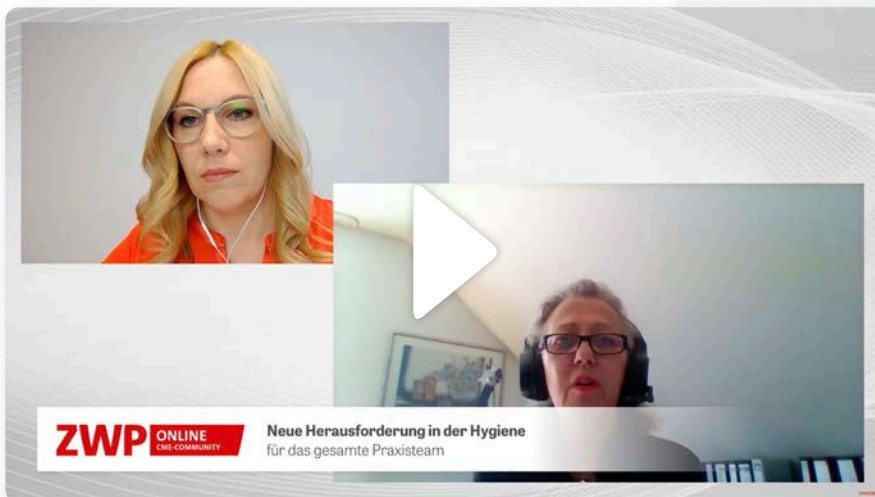 ZWP ONLINE
CME-COMMUNITY
Neue Herausforderung in der Hygiene
für das gesamte Praxisteam